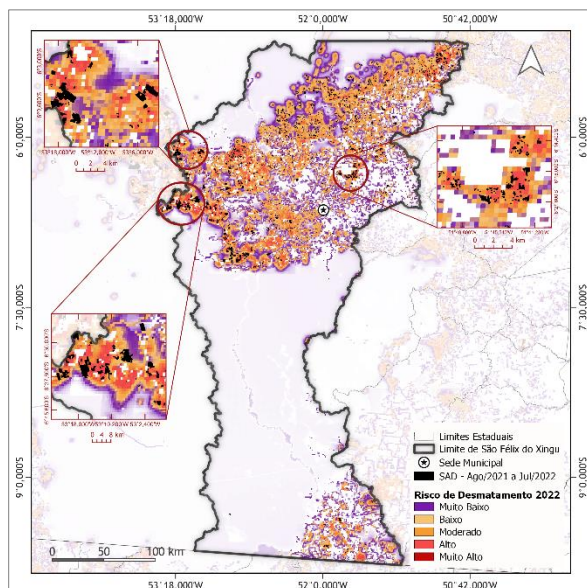 53°18,000'W 52°0,000'W 50°42,000'W
6°0,000'S
7°30,000'S
9°0,000'S
0 2 4 km
0 2 4 km
0 4 8 km
6°0,000'S
7°30,000'S
9°0,000'S
Limites Estaduais
Limite de São Félix do Xingu
Sede Municipal
SAD - Ago/2021 a Jul/2022
Risco de Desmatamento 2022
Muito Baixo
Baixo
Moderado
Alto
Muito Alto
0 50 100 km
53°18,000'W 52°0,000'W 50°42,000'W